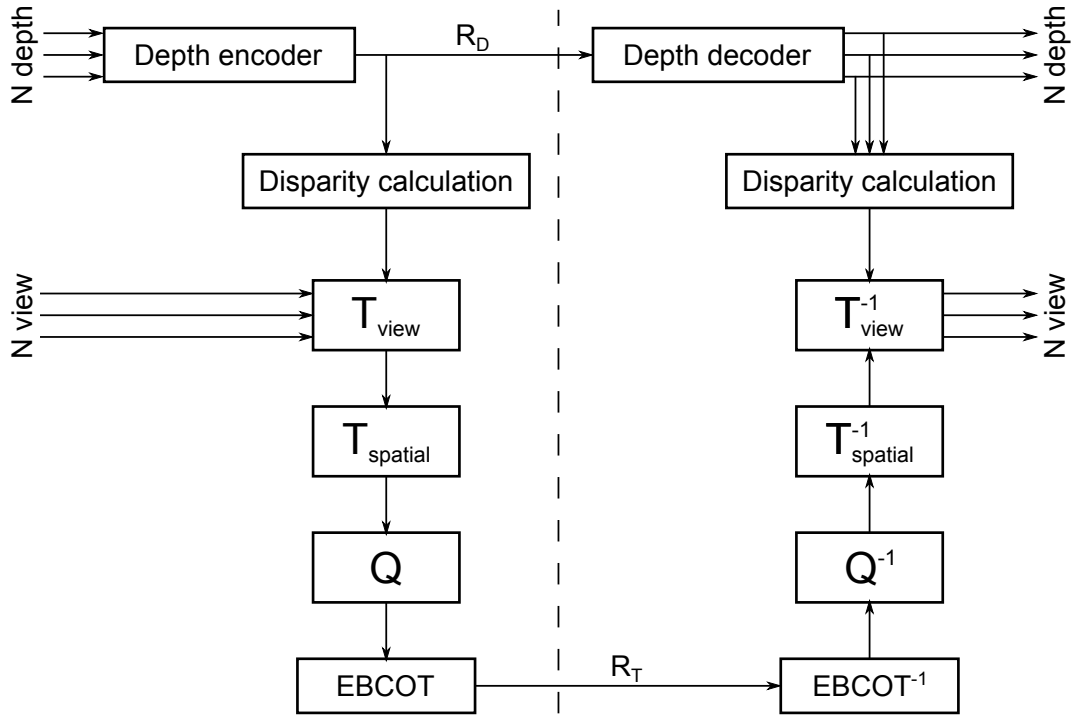 N depth
Depth encoder
R_D
Depth decoder
N depth
Disparity calculation
Disparity calculation
N view
T_view
T^-1_view
N view
T_spatial
T^-1_spatial
Q
Q^-1
EBCOT
R_T
EBCOT^-1